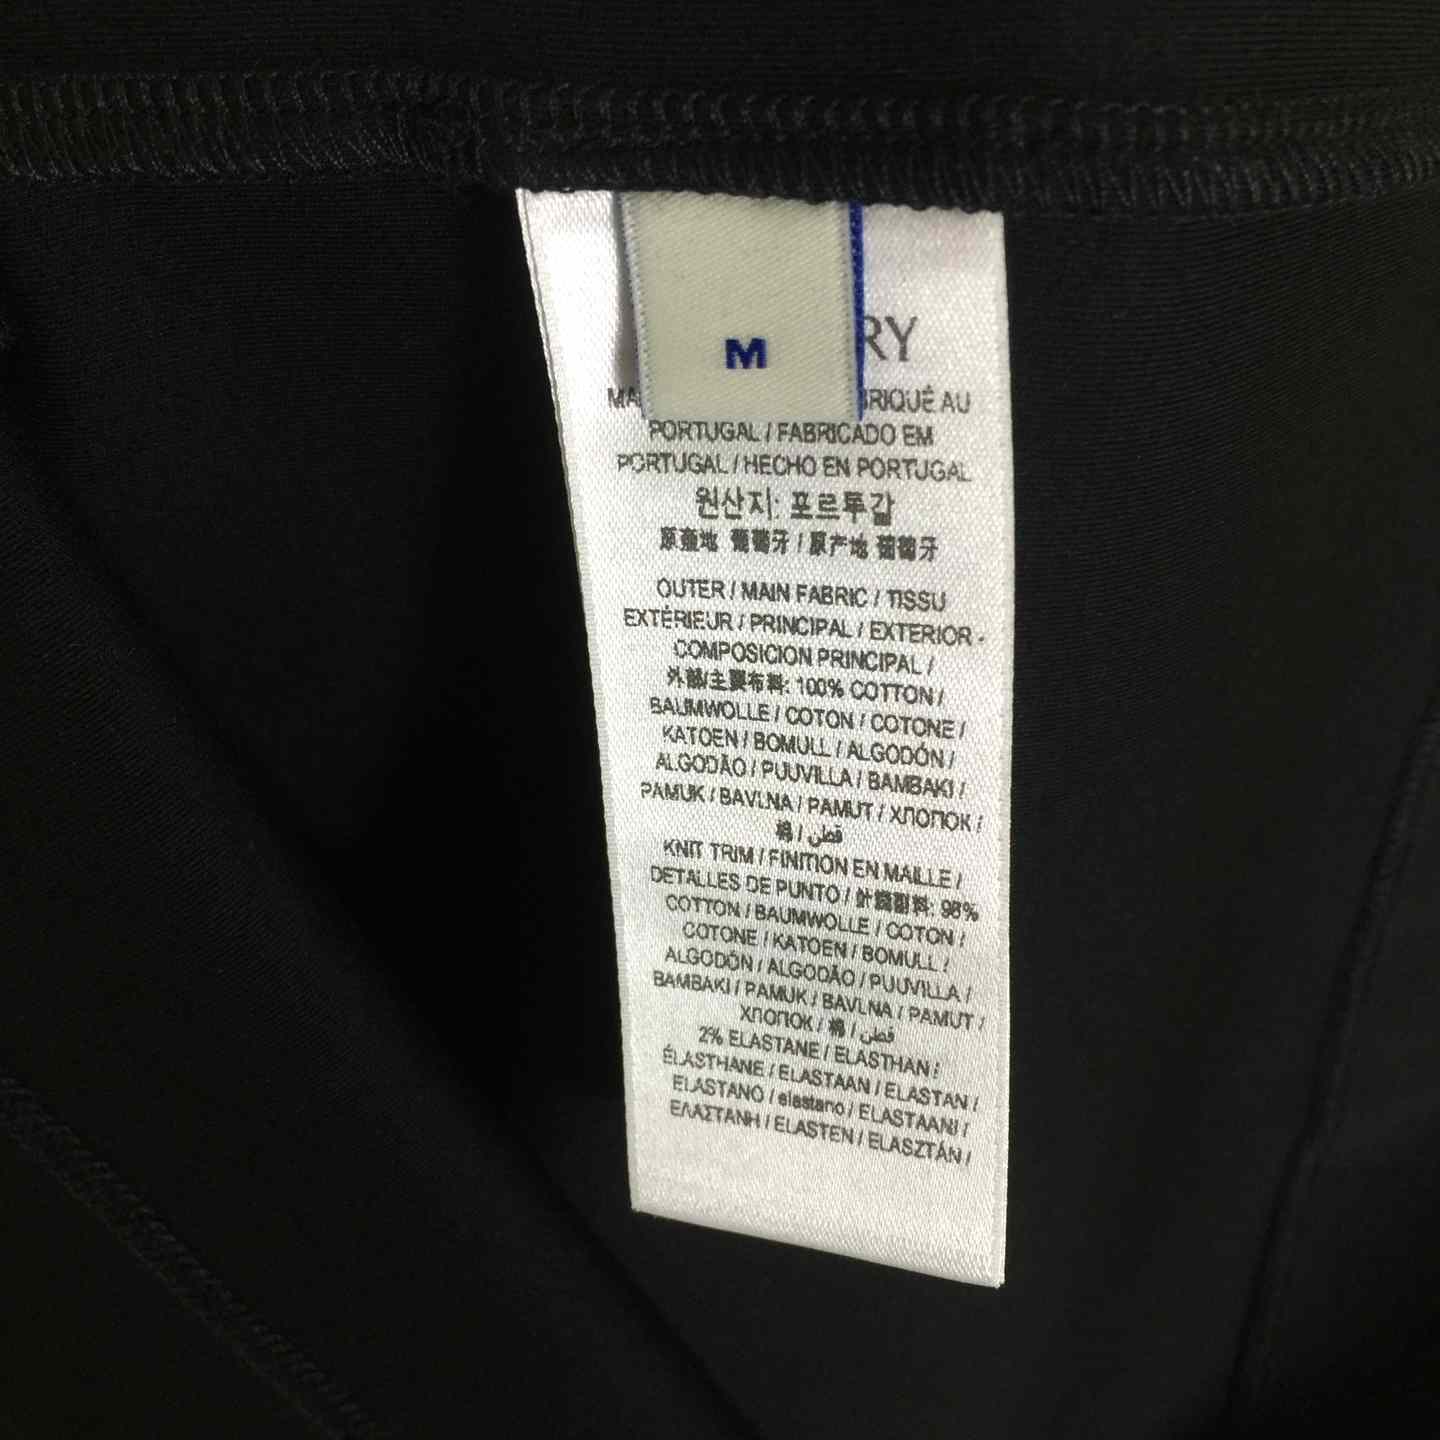 M
RY
MA BRIQUÉ AU
PORTUGAL / FABRICADO EM
PORTUGAL / HECHO EN PORTUGAL
원산지: 포르투갈
原產地 葡萄牙 / 原产地 葡萄牙
OUTER / MAIN FABRIC / TISSU
EXTÉRIEUR / PRINCIPAL / EXTERIOR -
COMPOSICION PRINCIPAL /
外部/主要布料: 100% COTTON /
BAUMWOLLE / COTON / COTONE /
KATOEN / BOMULL / ALGODÓN /
ALGODÃO / PUUVILLA / BAMBAKI /
PAMUK / BAVLNA / PAMUT / ХЛОПОК /
棉 / قطن
KNIT TRIM / FINITION EN MAILLE /
DETALLES DE PUNTO / 針織副料: 98%
COTTON / BAUMWOLLE / COTON /
COTONE / KATOEN / BOMULL /
ALGODÓN / ALGODÃO / PUUVILLA /
BAMBAKI / PAMUK / BAVLNA / PAMUT /
ХЛОПОК / 棉 / قطن
2% ELASTANE / ELASTHAN /
ÉLASTHANE / ELASTAAN / ELASTAN /
ELASTANO / elastano / ELASTAANI /
ΕΛΑΣΤΑΝΗ / ELASTEN / ELASZTÁN /